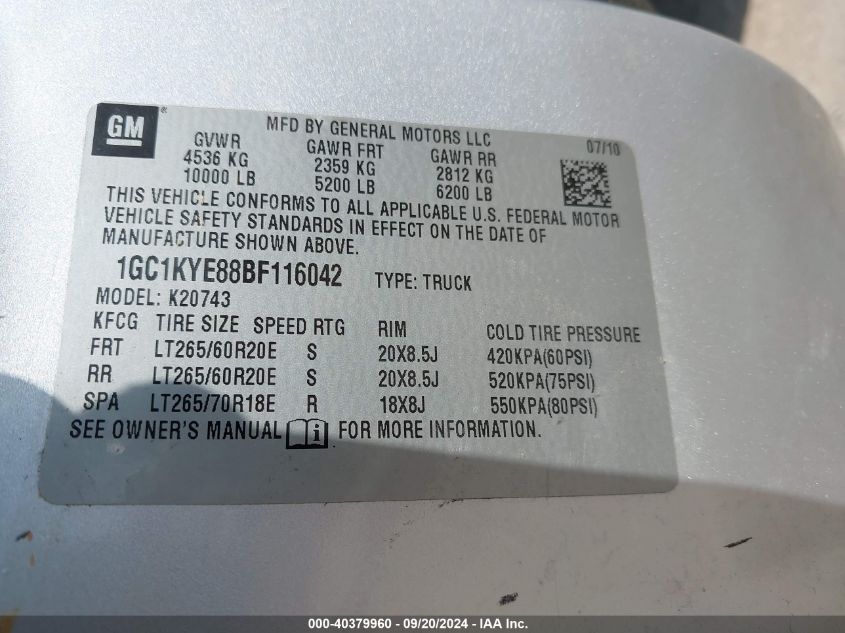 GM ® MFD BY GENERAL MOTORS LLC 07/10
GVWR GAWR FRT GAWR RR
4536 KG 2359 KG 2812 KG
10000 LB 5200 LB 6200 LB
THIS VEHICLE CONFORMS TO ALL APPLICABLE U.S. FEDERAL MOTOR
VEHICLE SAFETY STANDARDS IN EFFECT ON THE DATE OF
MANUFACTURE SHOWN ABOVE.
1GC1KYE88BF116042 TYPE: TRUCK
MODEL: K20743
KFCG TIRE SIZE SPEED RTG RIM COLD TIRE PRESSURE
FRT LT265/60R20E S 20X8.5J 420KPA(60PSI)
RR LT265/60R20E S 20X8.5J 520KPA(75PSI)
SPA LT265/70R18E R 18X8J 550KPA(80PSI)
SEE OWNER'S MANUAL i FOR MORE INFORMATION.
000-40379960 - 09/20/2024 - IAA Inc.